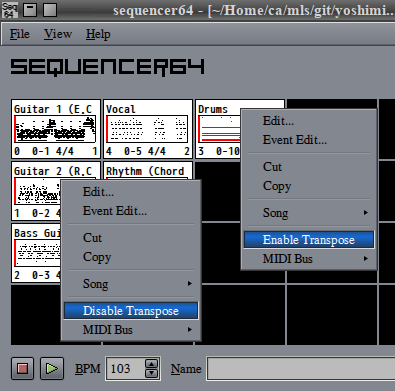 Seq 64
sequencer64 - [~/Home/ca/mls/git/yoshimi...
File View Help
SEQUENCER64
Guitar 1 (E,C
0 0-1 4/4 1
Vocal
4 0-5 4/4 2
Drums
3 0-10
Guitar 2 (R,C
1 0-2
Rhythm (Chord
Bass Gui
2 0-3
Edit...
Event Edit...
Cut
Copy
Song
Enable Transpose
MIDI Bus
Edit...
Event Edit...
Cut
Copy
Song
Disable Transpose
MIDI Bus
BPM 103 Name